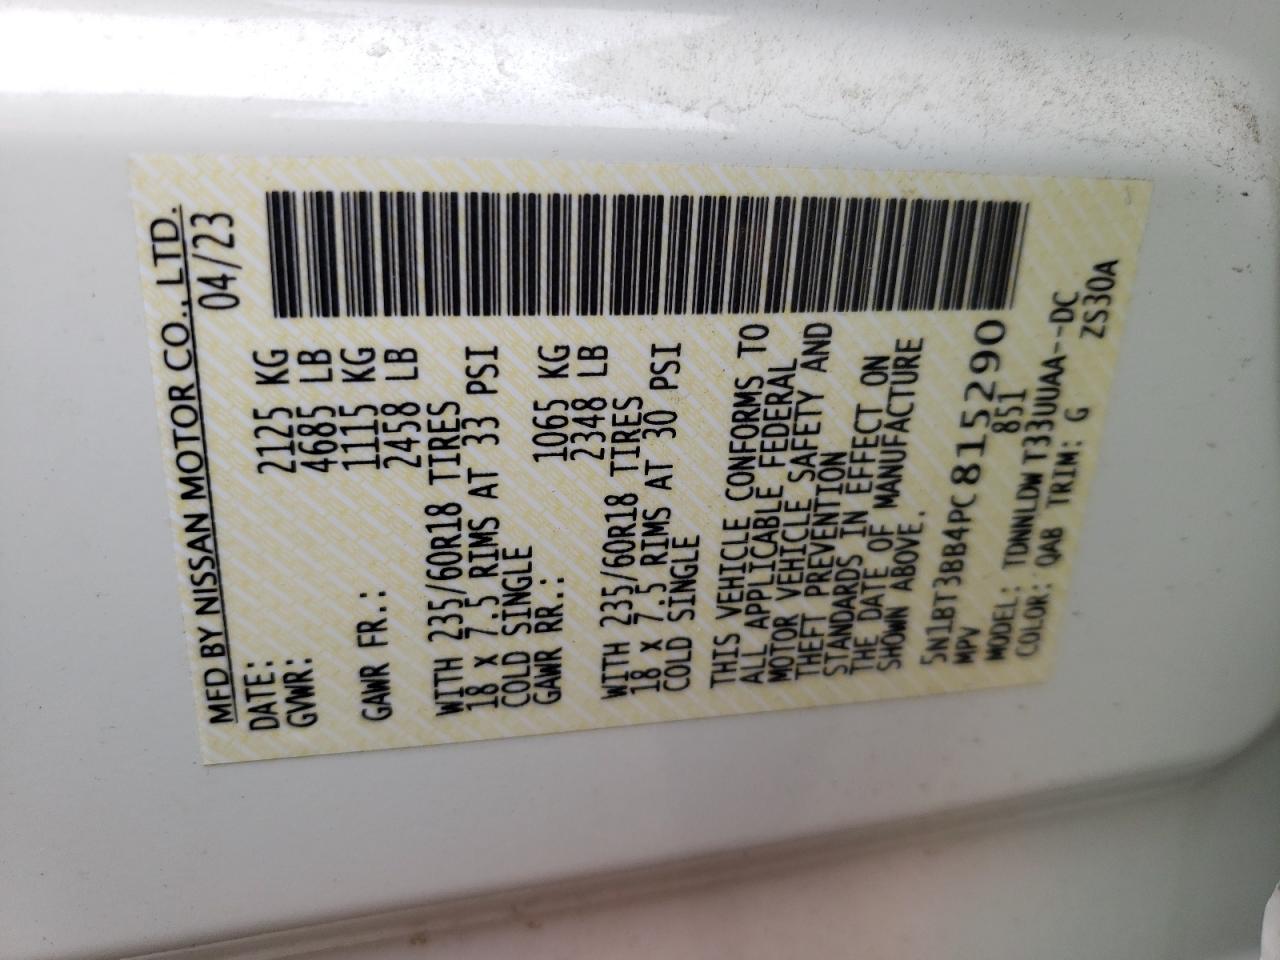 MFD BY NISSAN MOTOR CO., LTD.
DATE: 04/23
GVWR: 2125 KG
4685 LB
GAWR FR.: 1115 KG
2458 LB
WITH 235/60R18 TIRES
18 X 7.5 RIMS AT 33 PSI
COLD SINGLE
GAWR RR.: 1065 KG
2348 LB
WITH 235/60R18 TIRES
18 X 7.5 RIMS AT 30 PSI
COLD SINGLE
THIS VEHICLE CONFORMS TO
ALL APPLICABLE FEDERAL
MOTOR VEHICLE SAFETY AND
THEFT PREVENTION
STANDARDS IN EFFECT ON
THE DATE OF MANUFACTURE
SHOWN ABOVE.
5N1BT3BB4PC815290
MPV 851
MODEL: TDNNLDWT33UUAA--DC
COLOR: QAB TRIM: G ZS30A